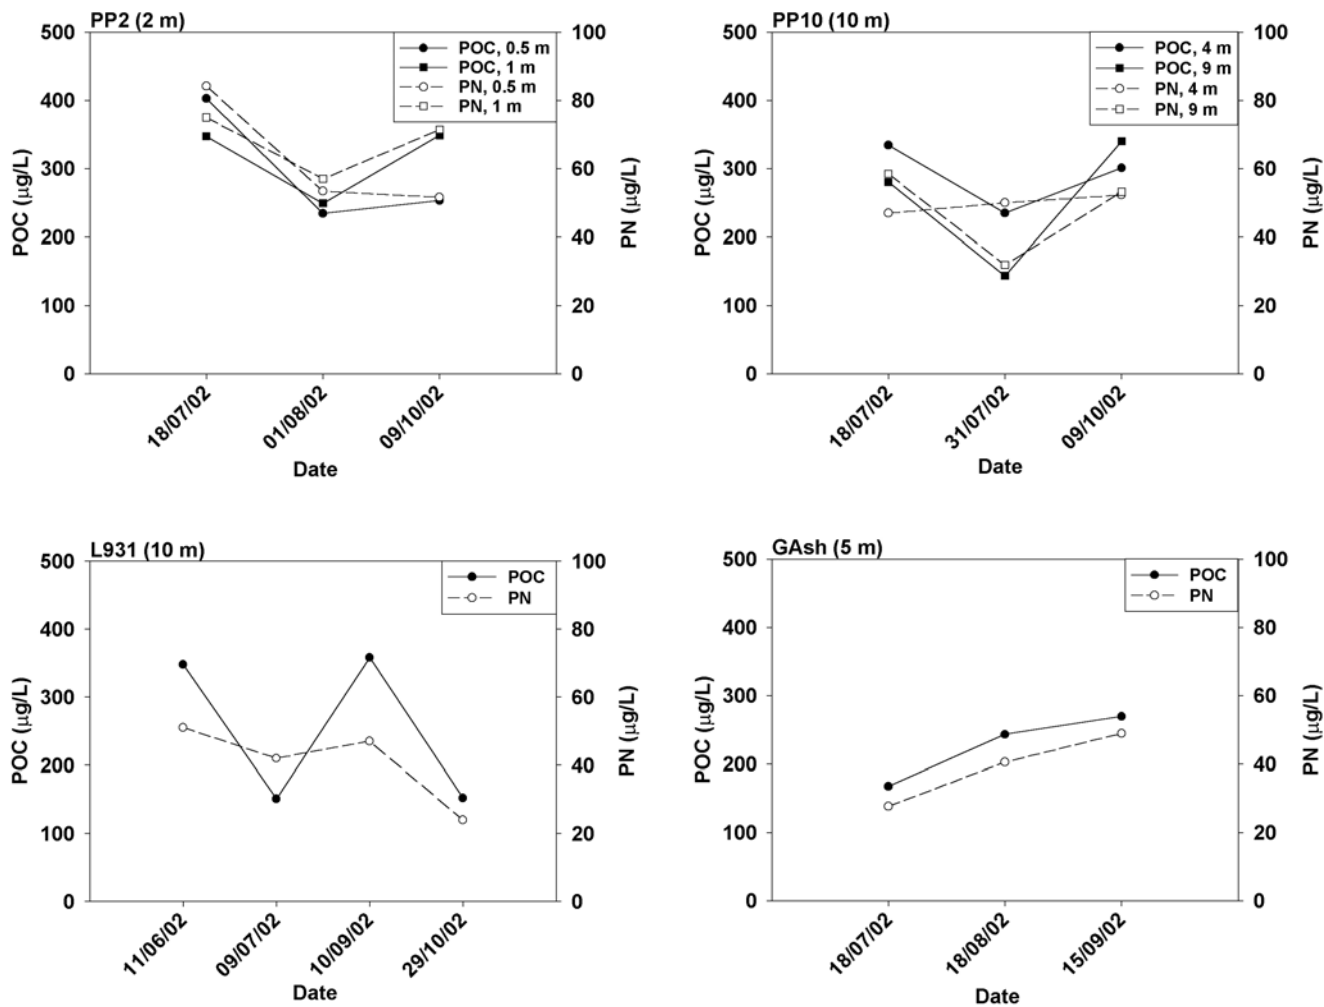 PP2 (2 m)
500
400
300
200
100
0
POC (µg/L)
100
80
60
40
20
0
PN (µg/L)
POC, 0.5 m
POC, 1 m
PN, 0.5 m
PN, 1 m
18/07/02
01/08/02
09/10/02
Date
PP10 (10 m)
500
400
300
200
100
0
POC (µg/L)
100
80
60
40
20
0
PN (µg/L)
POC, 4 m
POC, 9 m
PN, 4 m
PN, 9 m
18/07/02
31/07/02
09/10/02
Date
L931 (10 m)
500
400
300
200
100
0
POC (µg/L)
100
80
60
40
20
0
PN (µg/L)
POC
PN
11/06/02
09/07/02
10/09/02
29/10/02
Date
GAsh (5 m)
500
400
300
200
100
0
POC (µg/L)
100
80
60
40
20
0
PN (µg/L)
POC
PN
18/07/02
18/08/02
15/09/02
Date